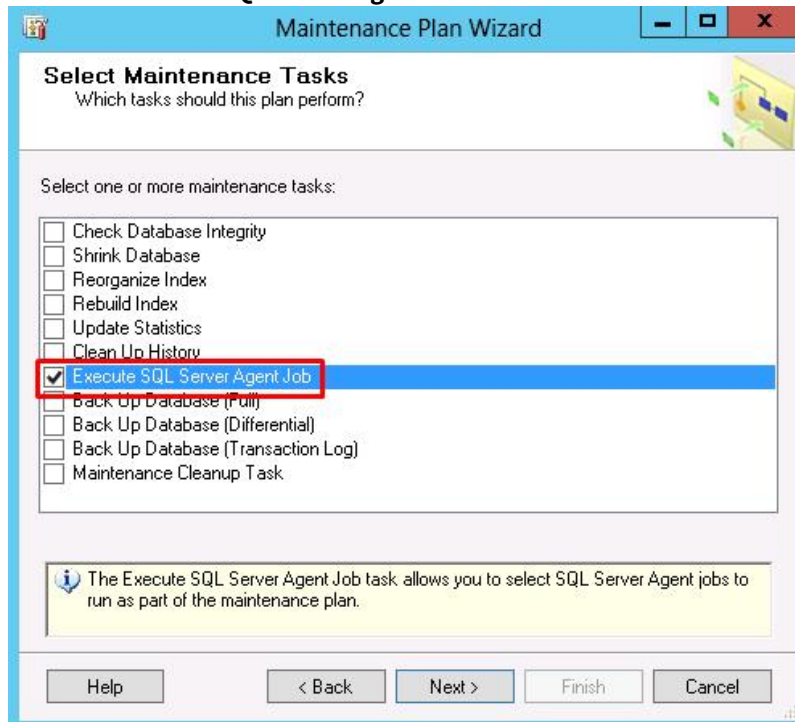 Maintenance Plan Wizard
Select Maintenance Tasks
Which tasks should this plan perform?
Select one or more maintenance tasks:
Check Database Integrity
Shrink Database
Reorganize Index
Rebuild Index
Update Statistics
Clean Up History
Execute SQL Server Agent Job
Back Up Database (Full)
Back Up Database (Differential)
Back Up Database (Transaction Log)
Maintenance Cleanup Task
The Execute SQL Server Agent Job task allows you to select SQL Server Agent jobs to
run as part of the maintenance plan.
Help < Back Next > Finish Cancel